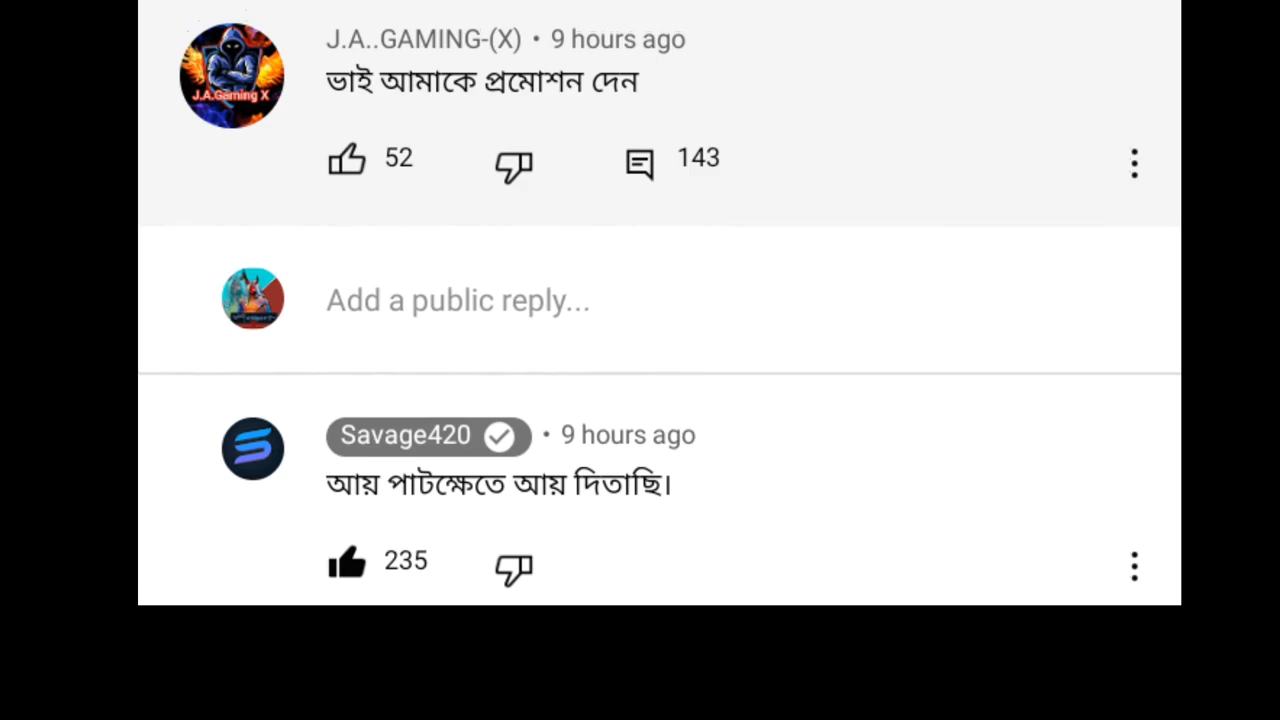 J.A..GAMING-(X) • 9 hours ago
ভাই আমাকে প্রমোশন দেন
J.A.Gaming X
52 143
Add a public reply...
Savage420 • 9 hours ago
আয় পাটক্ষেতে আয় দিতাছি।
235